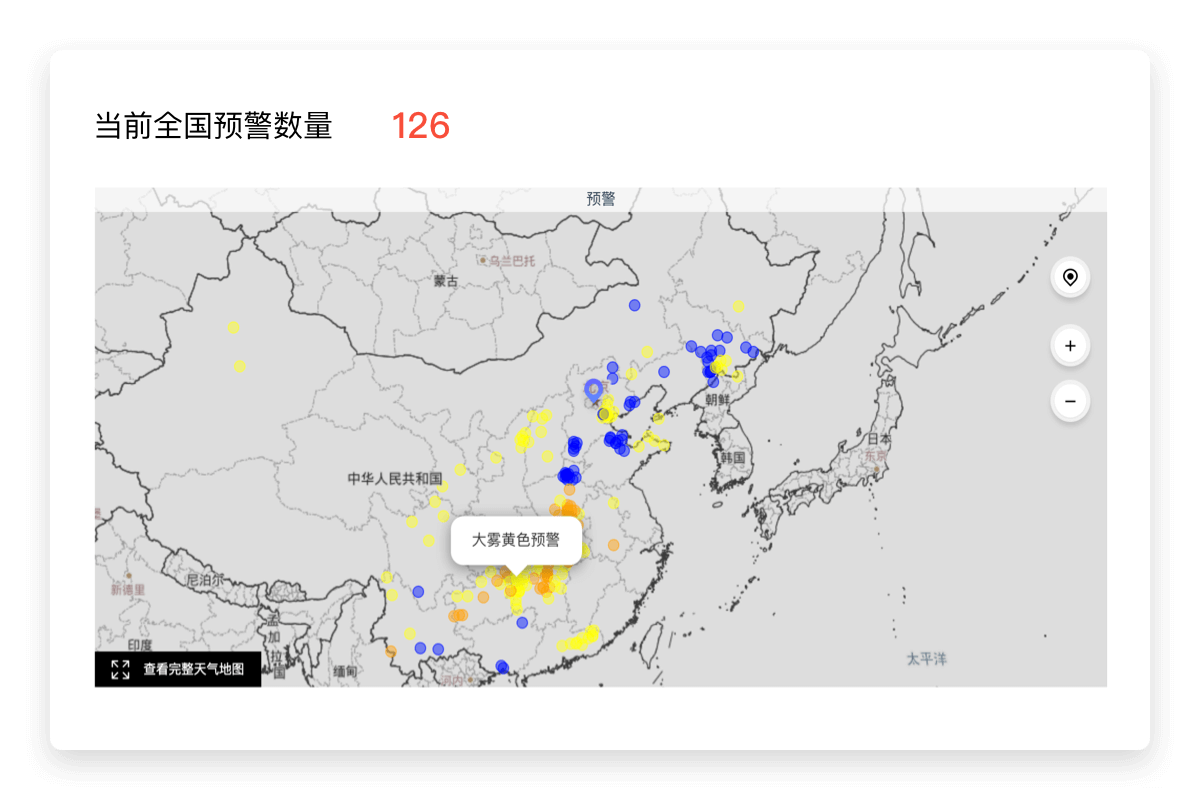 当前全国预警数量 126
预警
乌兰巴托
蒙古
朝鲜
日本
东京
韩国
中华人民共和国
大雾黄色预警
尼泊尔
新德里
孟
加
拉
国
印度
太平洋
查看完整天气地图
缅甸
河内
+
−